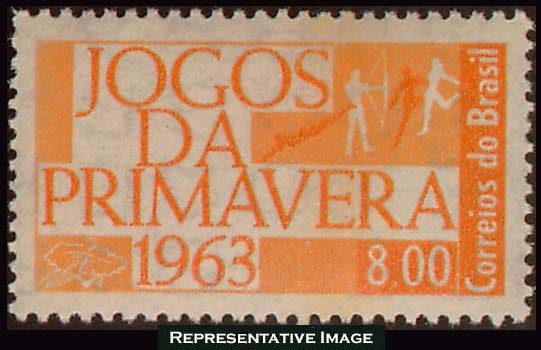 JOGOS
DA
PRIMAVERA
1963
8,00
Correios do Brasil
REPRESENTATIVE IMAGE